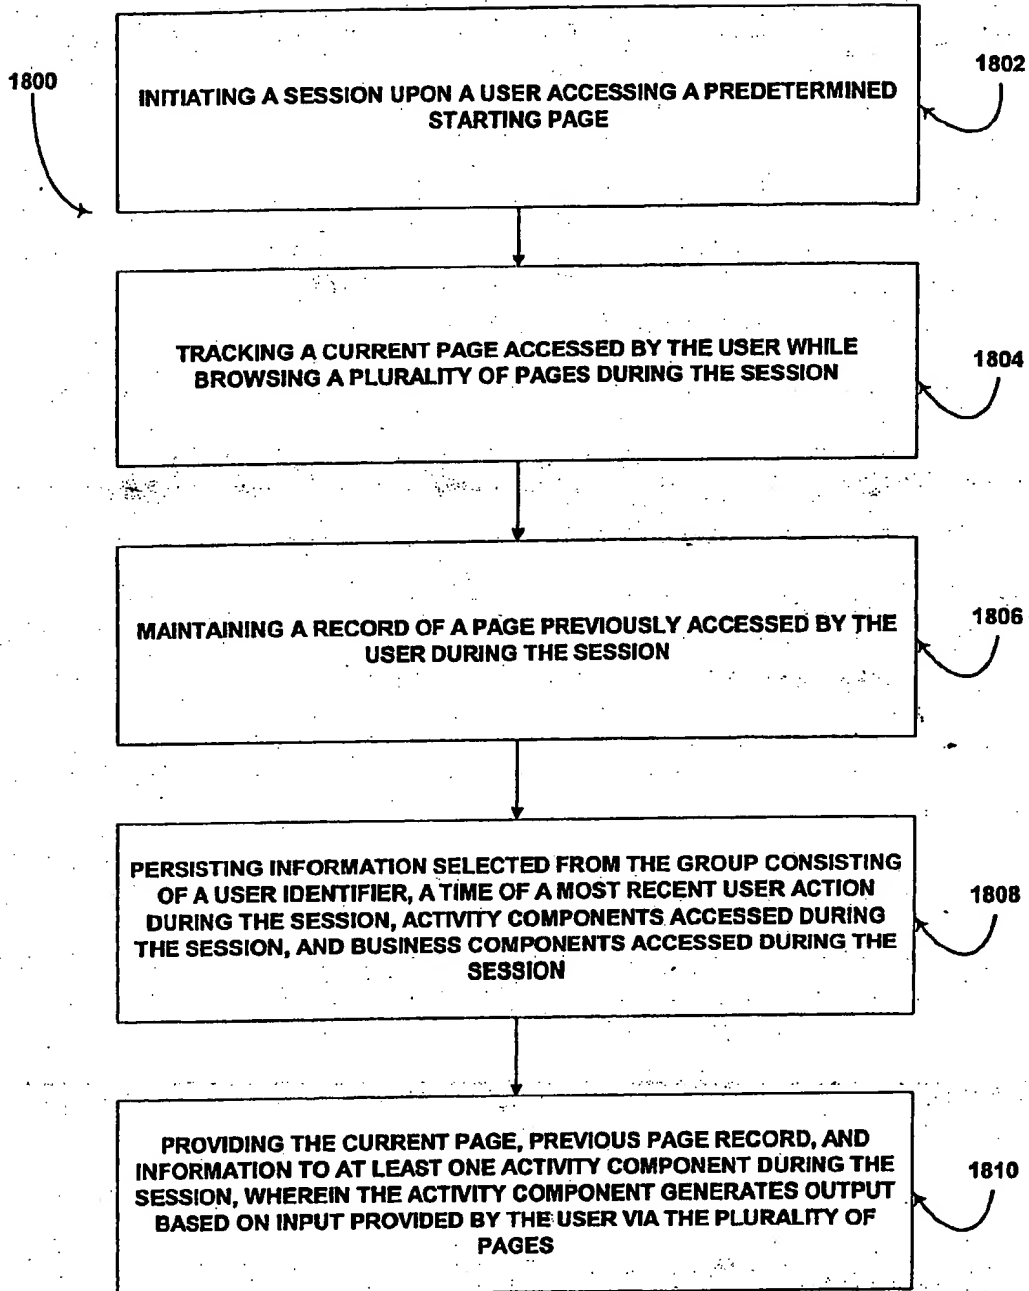 1800
1802
INITIATING A SESSION UPON A USER ACCESSING A PREDETERMINED
STARTING PAGE
TRACKING A CURRENT PAGE ACCESSED BY THE USER WHILE
BROWSING A PLURALITY OF PAGES DURING THE SESSION
1804
MAINTAINING A RECORD OF A PAGE PREVIOUSLY ACCESSED BY THE
USER DURING THE SESSION
1806
PERSISTING INFORMATION SELECTED FROM THE GROUP CONSISTING
OF A USER IDENTIFIER, A TIME OF A MOST RECENT USER ACTION
DURING THE SESSION, ACTIVITY COMPONENTS ACCESSED DURING
THE SESSION, AND BUSINESS COMPONENTS ACCESSED DURING THE
SESSION
1808
PROVIDING THE CURRENT PAGE, PREVIOUS PAGE RECORD, AND
INFORMATION TO AT LEAST ONE ACTIVITY COMPONENT DURING THE
SESSION, WHEREIN THE ACTIVITY COMPONENT GENERATES OUTPUT
BASED ON INPUT PROVIDED BY THE USER VIA THE PLURALITY OF
PAGES
1810